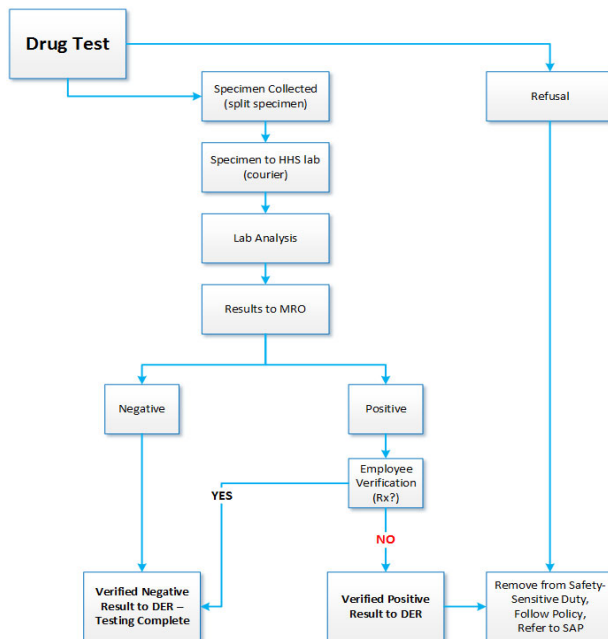 Drug Test
Specimen Collected
(split specimen)
Refusal
Specimen to HHS lab
(courier)
Lab Analysis
Results to MRO
Negative
Positive
Employee
Verification
(Rx?)
YES
NO
Verified Negative
Result to DER –
Testing Complete
Verified Positive
Result to DER
Remove from Safety-
Sensitive Duty,
Follow Policy,
Refer to SAP